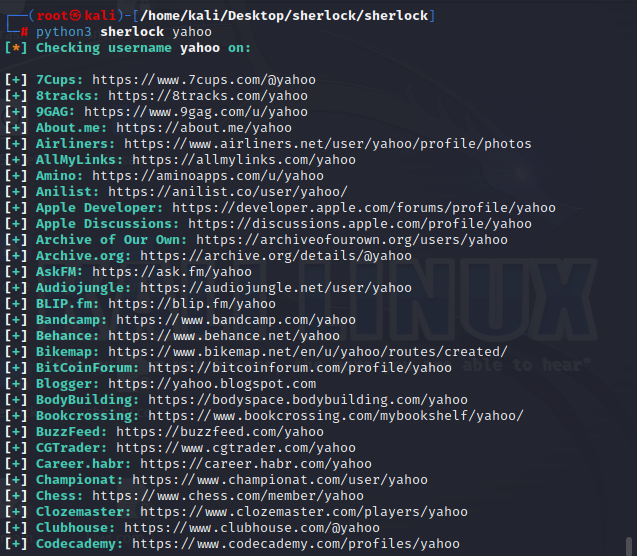 ┌──(root㉿kali)-[/home/kali/Desktop/sherlock/sherlock]
└─# python3 sherlock yahoo
[*] Checking username yahoo on:
[+] 7Cups: https://www.7cups.com/@yahoo
[+] 8tracks: https://8tracks.com/yahoo
[+] 9GAG: https://www.9gag.com/u/yahoo
[+] About.me: https://about.me/yahoo
[+] Airliners: https://www.airliners.net/user/yahoo/profile/photos
[+] AllMyLinks: https://allmylinks.com/yahoo
[+] Amino: https://aminoapps.com/u/yahoo
[+] Anilist: https://anilist.co/user/yahoo/
[+] Apple Developer: https://developer.apple.com/forums/profile/yahoo
[+] Apple Discussions: https://discussions.apple.com/profile/yahoo
[+] Archive of Our Own: https://archiveofourown.org/users/yahoo
[+] Archive.org: https://archive.org/details/@yahoo
[+] AskFM: https://ask.fm/yahoo
[+] Audiojungle: https://audiojungle.net/user/yahoo
[+] BLIP.fm: https://blip.fm/yahoo
[+] Bandcamp: https://www.bandcamp.com/yahoo
[+] Behance: https://www.behance.net/yahoo
[+] Bikemap: https://www.bikemap.net/en/u/yahoo/routes/created/
[+] BitCoinForum: https://bitcoinforum.com/profile/yahoo
[+] Blogger: https://yahoo.blogspot.com
[+] BodyBuilding: https://bodyspace.bodybuilding.com/yahoo
[+] Bookcrossing: https://www.bookcrossing.com/mybookshelf/yahoo/
[+] BuzzFeed: https://buzzfeed.com/yahoo
[+] CGTrader: https://www.cgtrader.com/yahoo
[+] Career.habr: https://career.habr.com/yahoo
[+] Championat: https://www.championat.com/user/yahoo
[+] Chess: https://www.chess.com/member/yahoo
[+] Clozemaster: https://www.clozemaster.com/players/yahoo
[+] Clubhouse: https://www.clubhouse.com/@yahoo
[+] Codecademy: https://www.codecademy.com/profiles/yahoo
LINUX
able to hear"